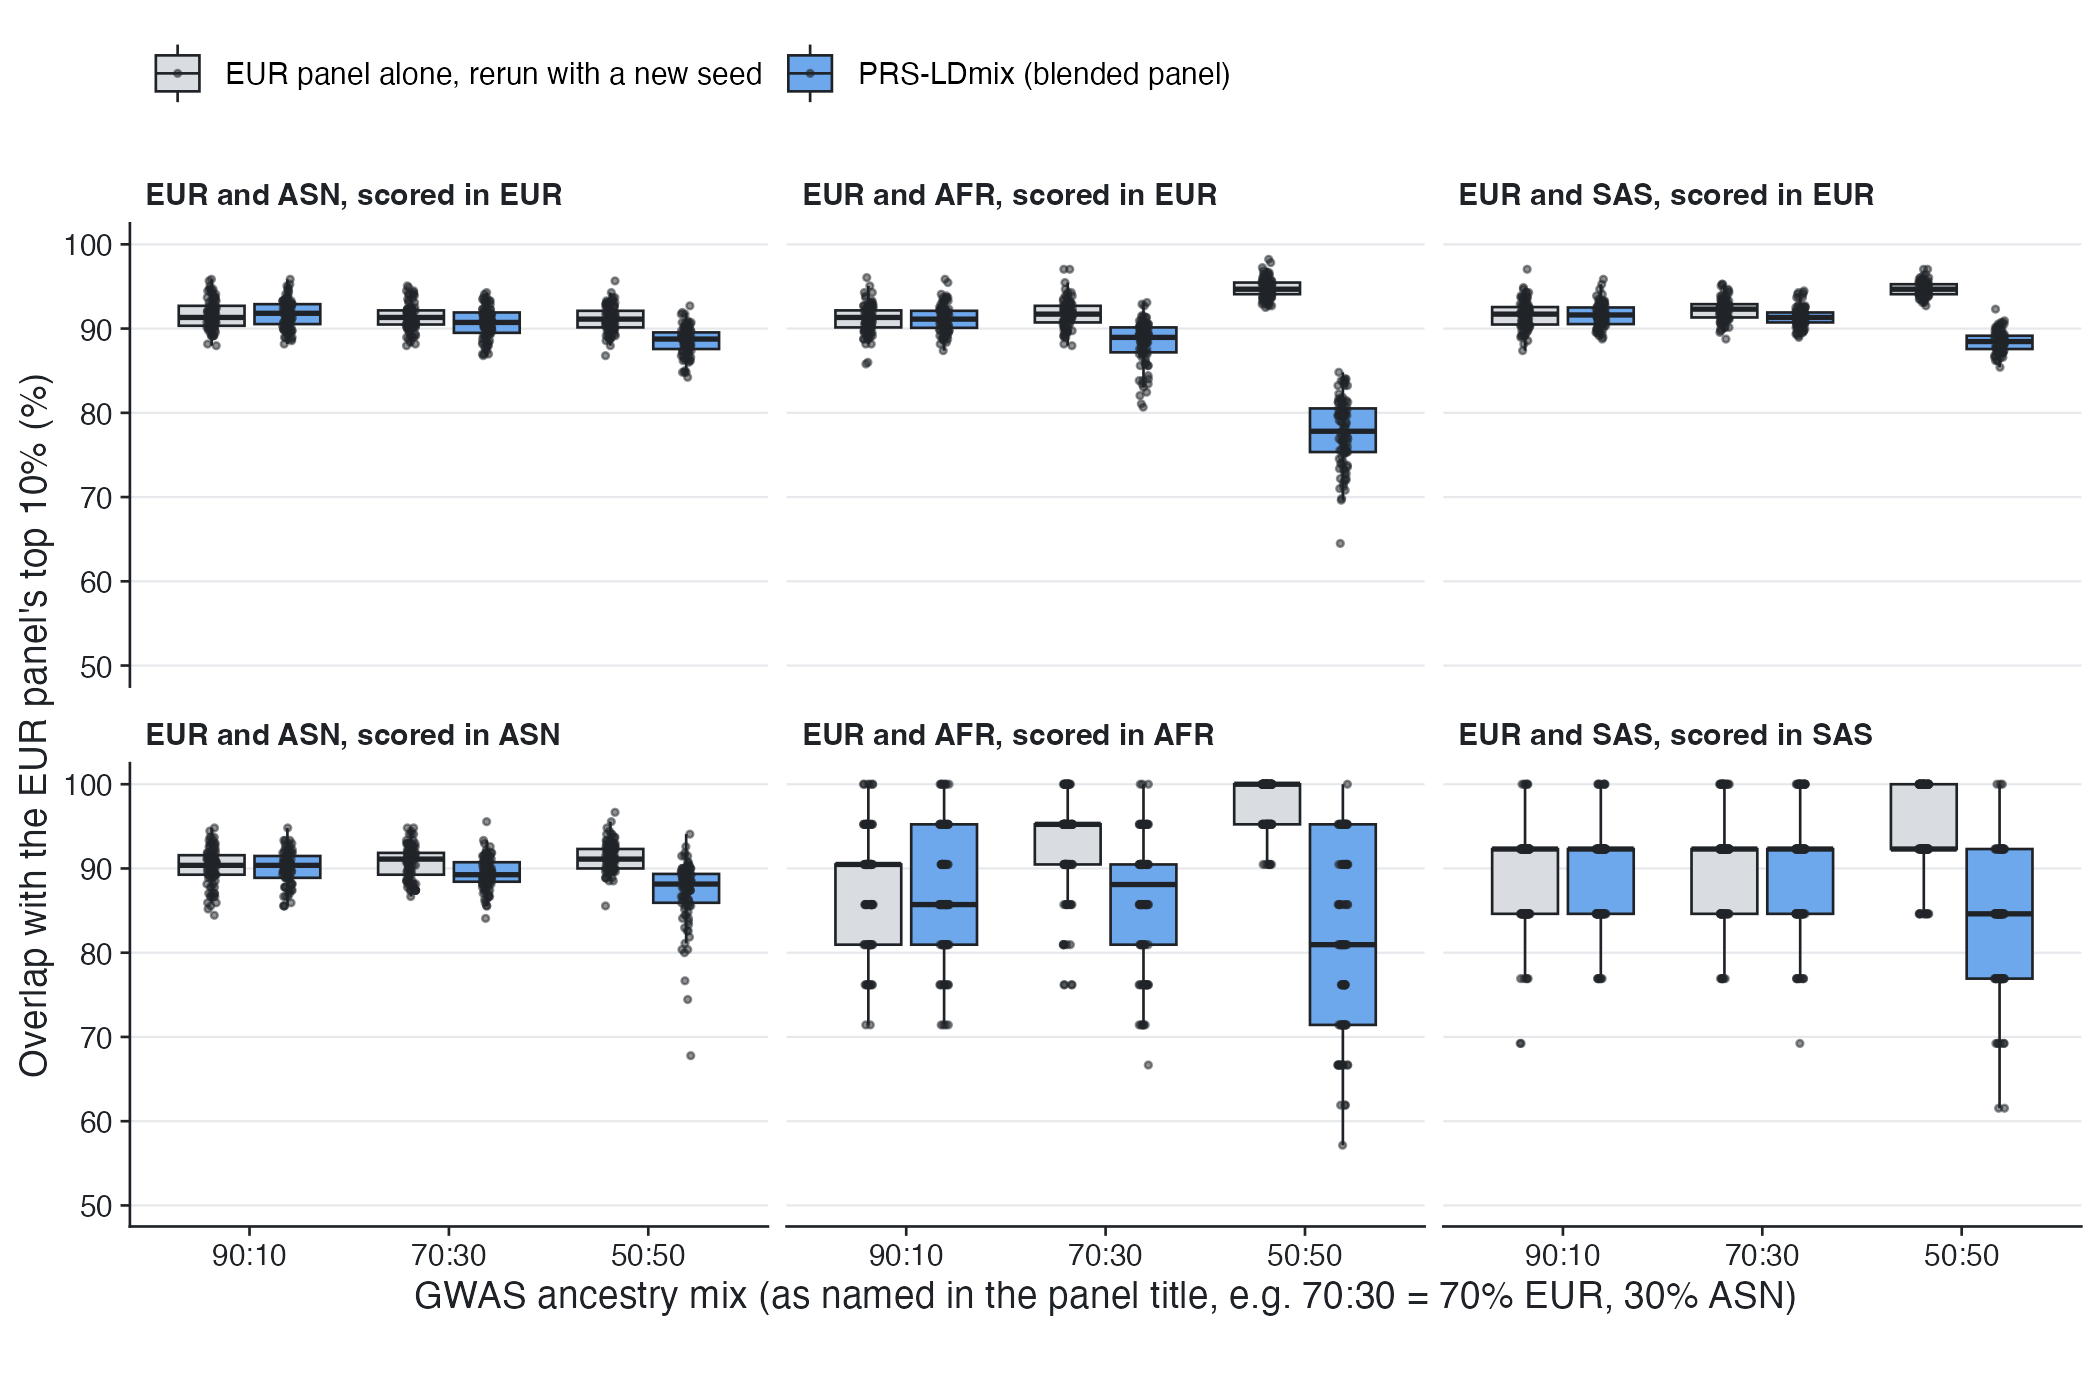 EUR panel alone, rerun with a new seed
PRS-LDmix (blended panel)
EUR and ASN, scored in EUR
EUR and AFR, scored in EUR
EUR and SAS, scored in EUR
100
90
80
70
60
50
Overlap with the EUR panel's top 10% (%)
EUR and ASN, scored in ASN
EUR and AFR, scored in AFR
EUR and SAS, scored in SAS
100
90
80
70
60
50
90:10
70:30
50:50
90:10
70:30
50:50
90:10
70:30
50:50
GWAS ancestry mix (as named in the panel title, e.g. 70:30 = 70% EUR, 30% ASN)